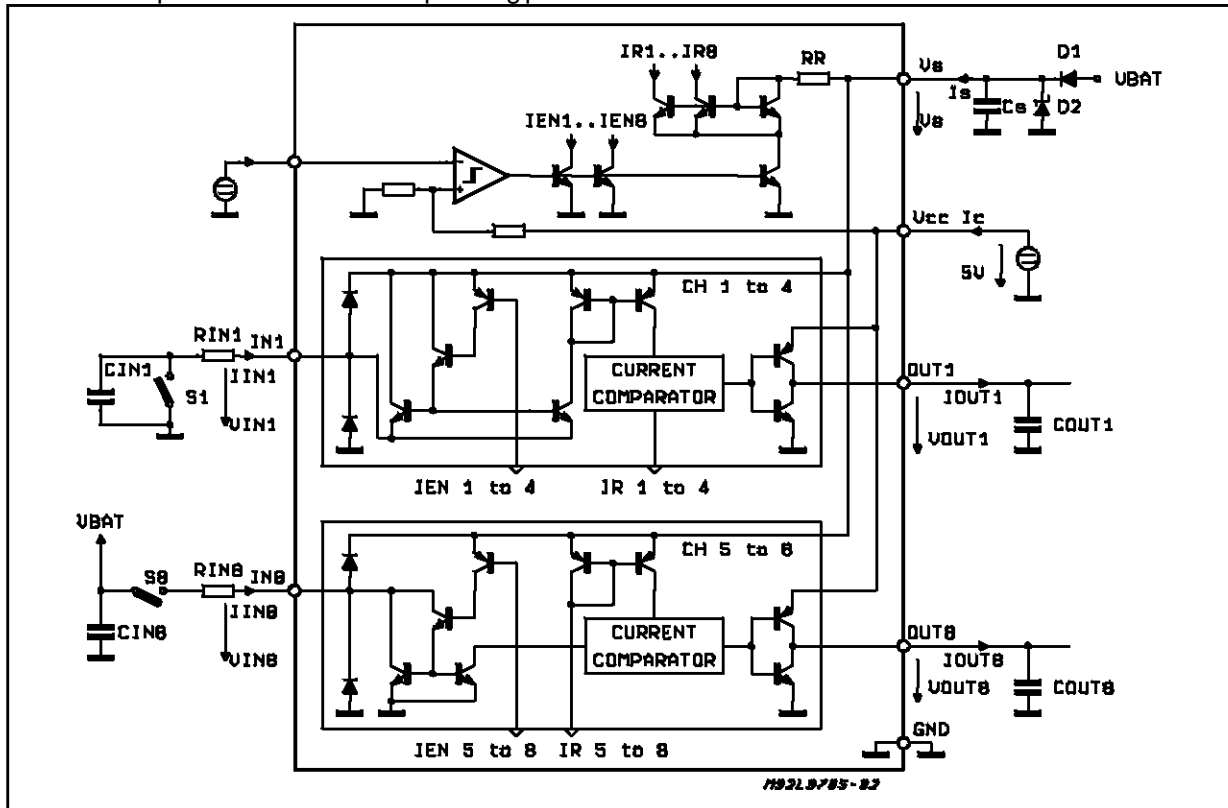 IR1..IR8
RR
Vs
D1
Is
VBAT
Cs
D2
Vs
IEN1..IEN8
Vcc Ic
5V
CH 1 to 4
RIN1
IN1
CIN1
S1
IIN1
VIN1
CURRENT
COMPARATOR
OUT1
IOUT1
VOUT1
COUT1
IEN 1 to 4
IR 1 to 4
VBAT
CH 5 to 8
S8
RIN8
IN8
IIN8
CIN8
VIN8
CURRENT
COMPARATOR
OUT8
IOUT8
VOUT8
COUT8
IEN 5 to 8
IR 5 to 8
GND
M92L9705-02